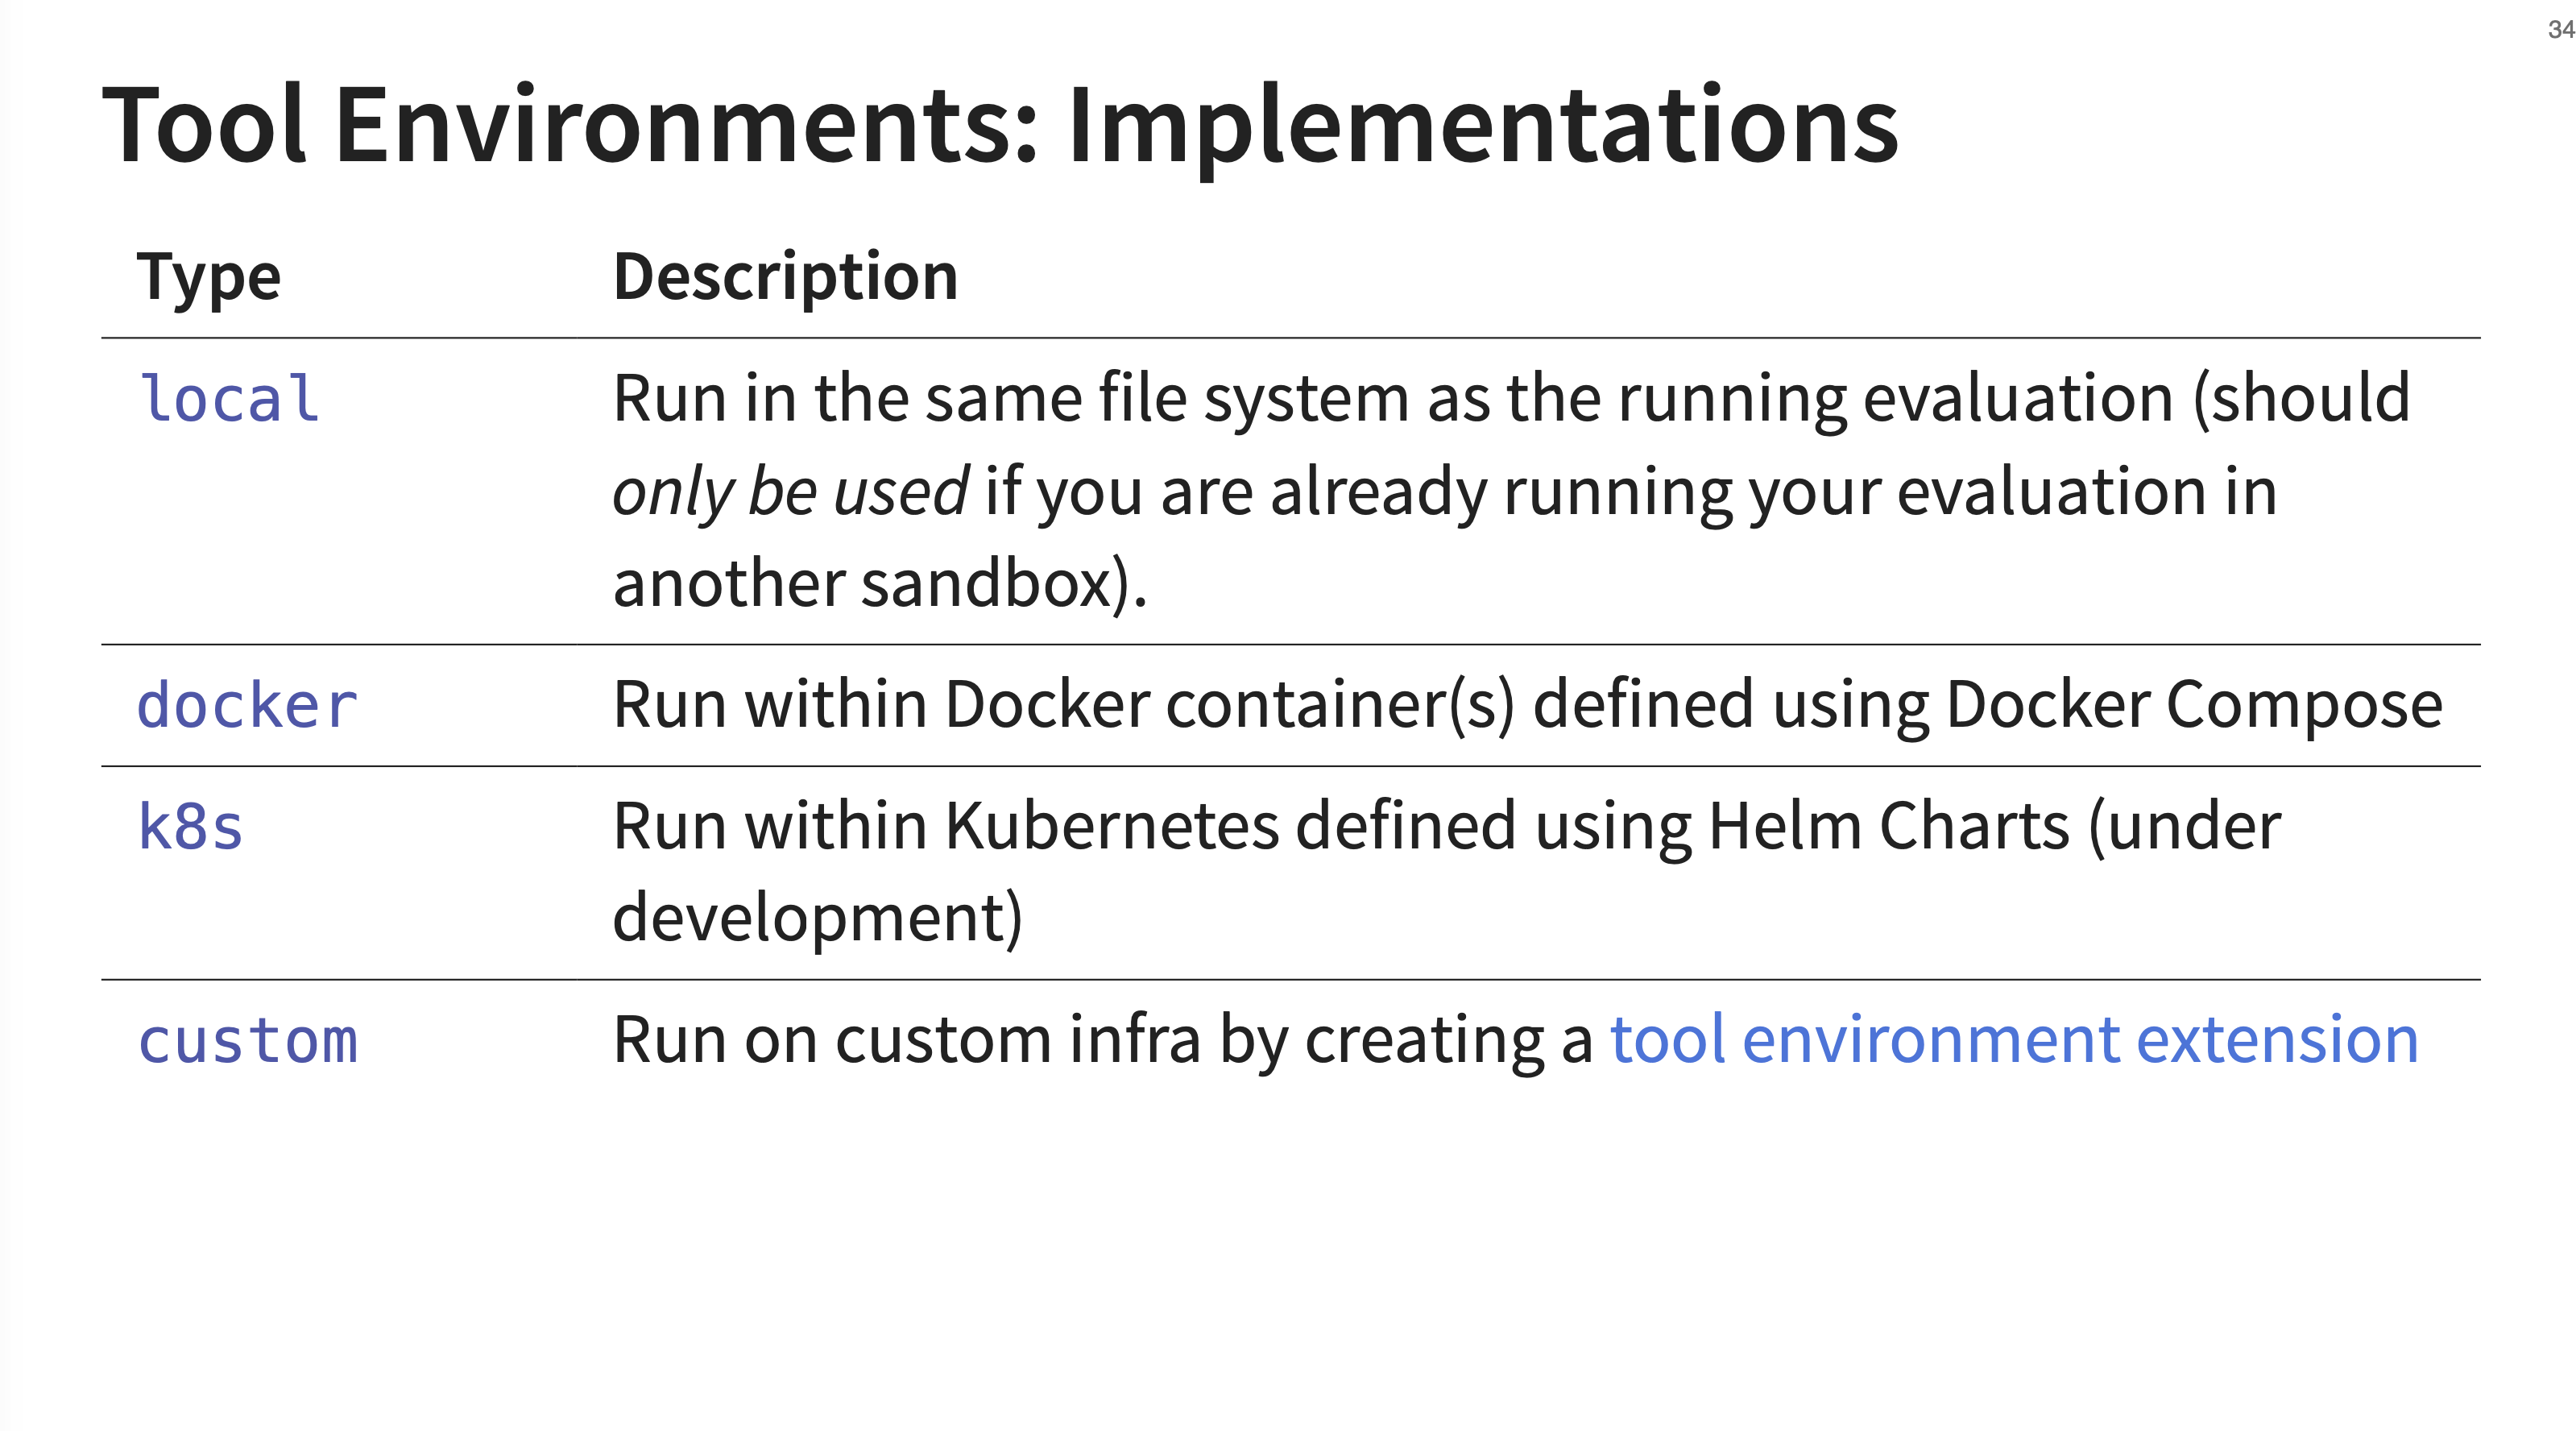 34
Tool Environments: Implementations
Type Description
local Run in the same file system as the running evaluation (should
only be used if you are already running your evaluation in
another sandbox).
docker Run within Docker container(s) defined using Docker Compose
k8s Run within Kubernetes defined using Helm Charts (under
development)
custom Run on custom infra by creating a tool environment extension